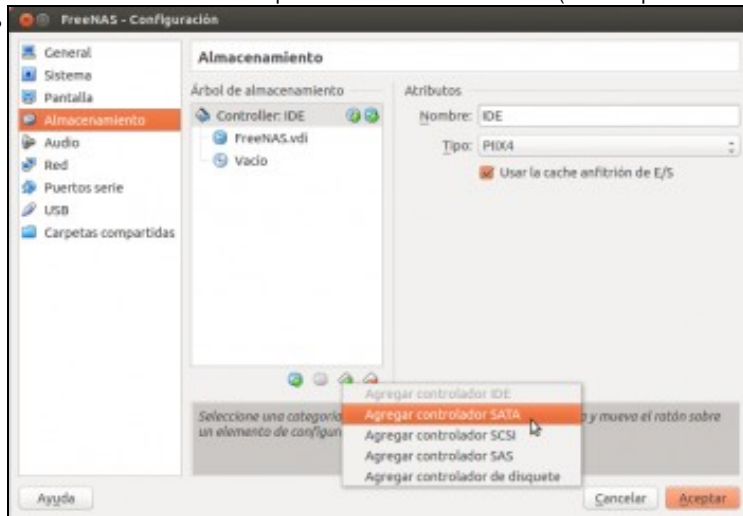 FreeNAS - Configuración
General
Sistema
Pantalla
Almacenamiento
Audio
Red
Puertos serie
USB
Carpetas compartidas
Almacenamiento
Árbol de almacenamiento
Controller: IDE
FreeNAS.vdi
Vacío
Atributos
Nombre: IDE
Tipo: PIIX4
Usar la cache anfitrión de E/S
Agregar controlador IDE
Agregar controlador SATA
Agregar controlador SCSI
Agregar controlador SAS
Agregar controlador de disquete
Seleccione una y mueva el ratón sobre
un elemento de
Ayuda
Cancelar
Aceptar